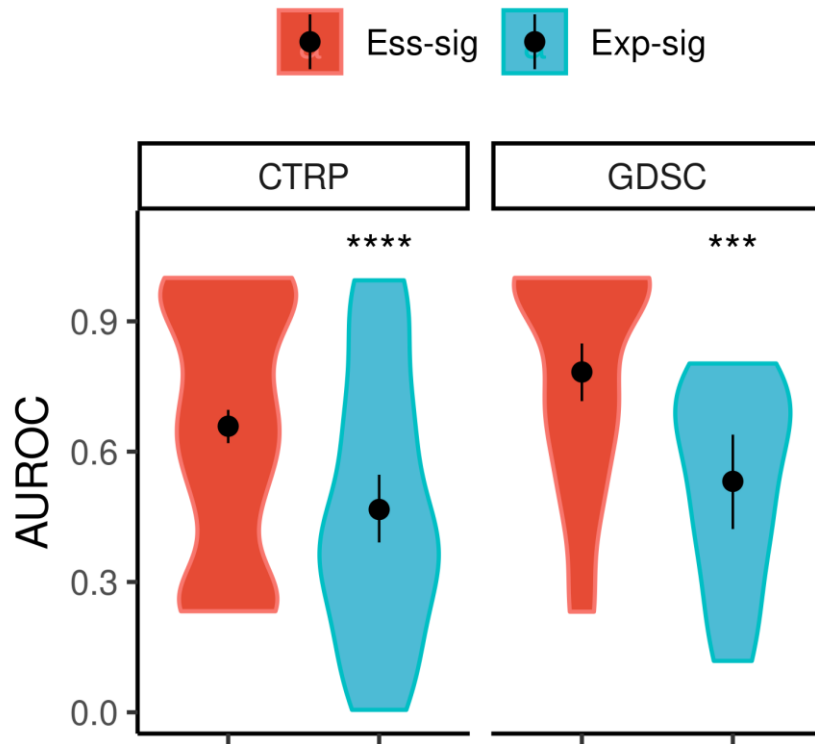 a Ess-sig a Exp-sig
CTRP GDSC
**** ***
0.9
0.6
0.3
0.0
AUROC